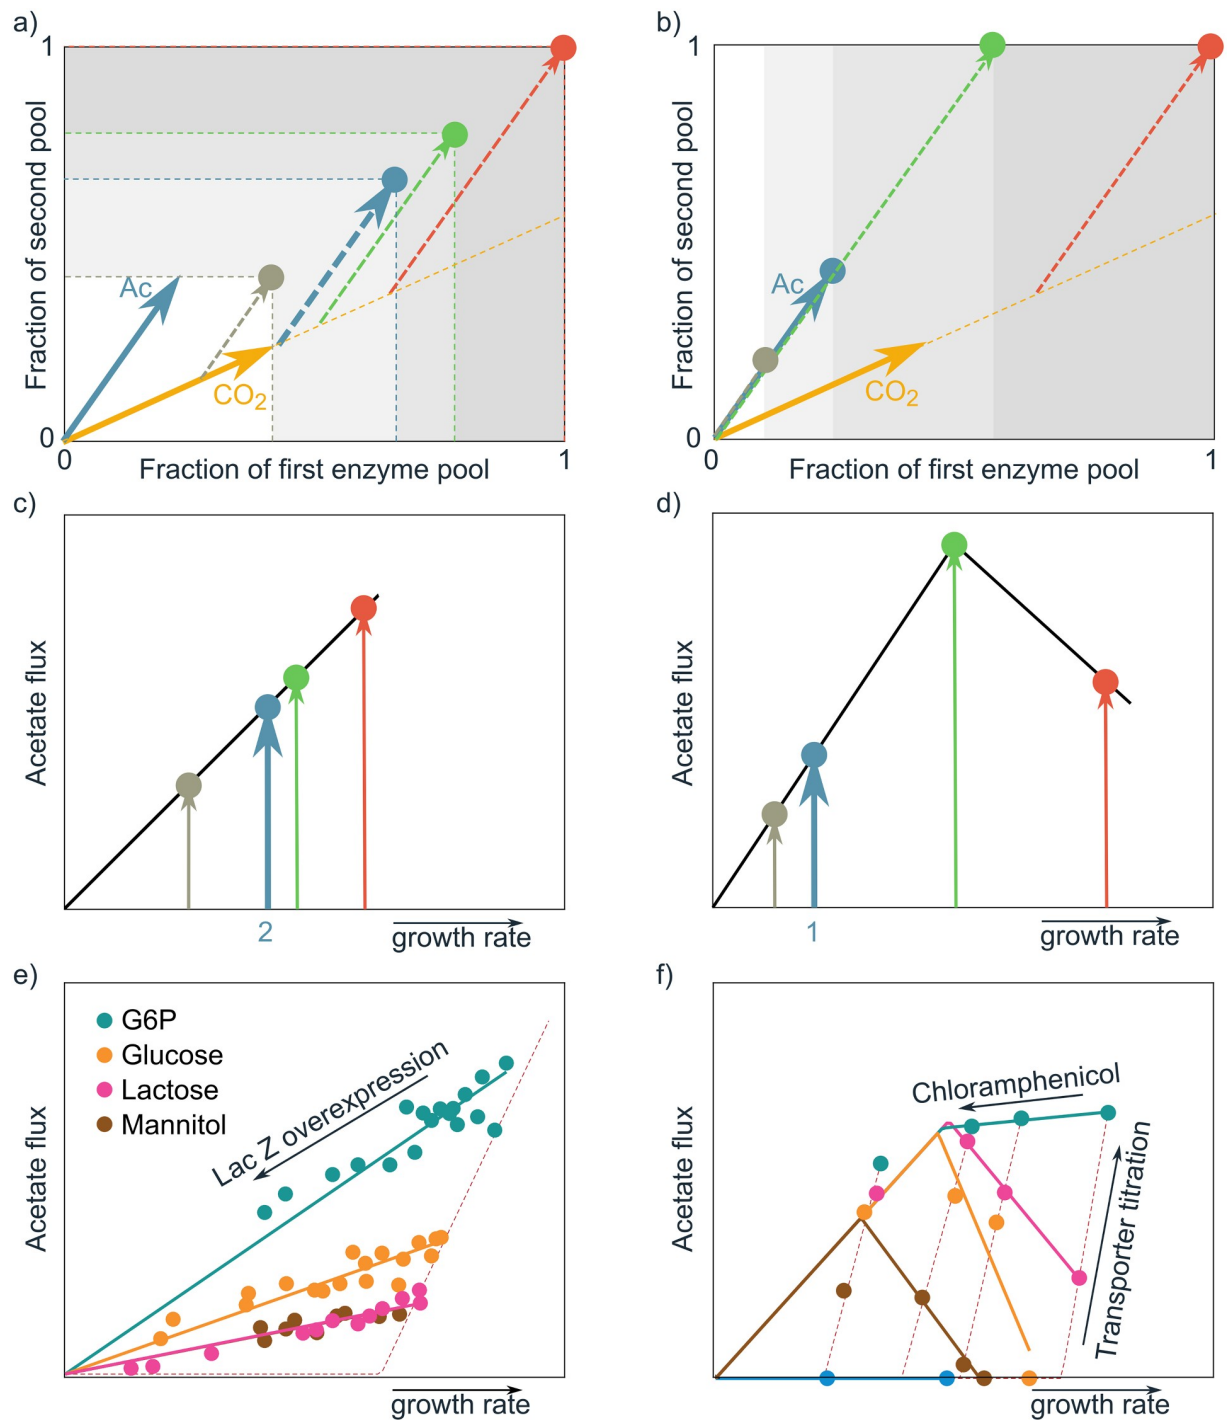 a)
1
Fraction of second pool
Ac
CO2
0
0
Fraction of first enzyme pool
1
b)
1
Fraction of second pool
Ac
CO2
0
0
Fraction of first enzyme pool
1
c)
Acetate flux
2
growth rate
d)
Acetate flux
1
growth rate
e)
Acetate flux
G6P
Glucose
Lactose
Mannitol
Lac Z overexpression
growth rate
f)
Acetate flux
Chloramphenicol
Transporter titration
growth rate